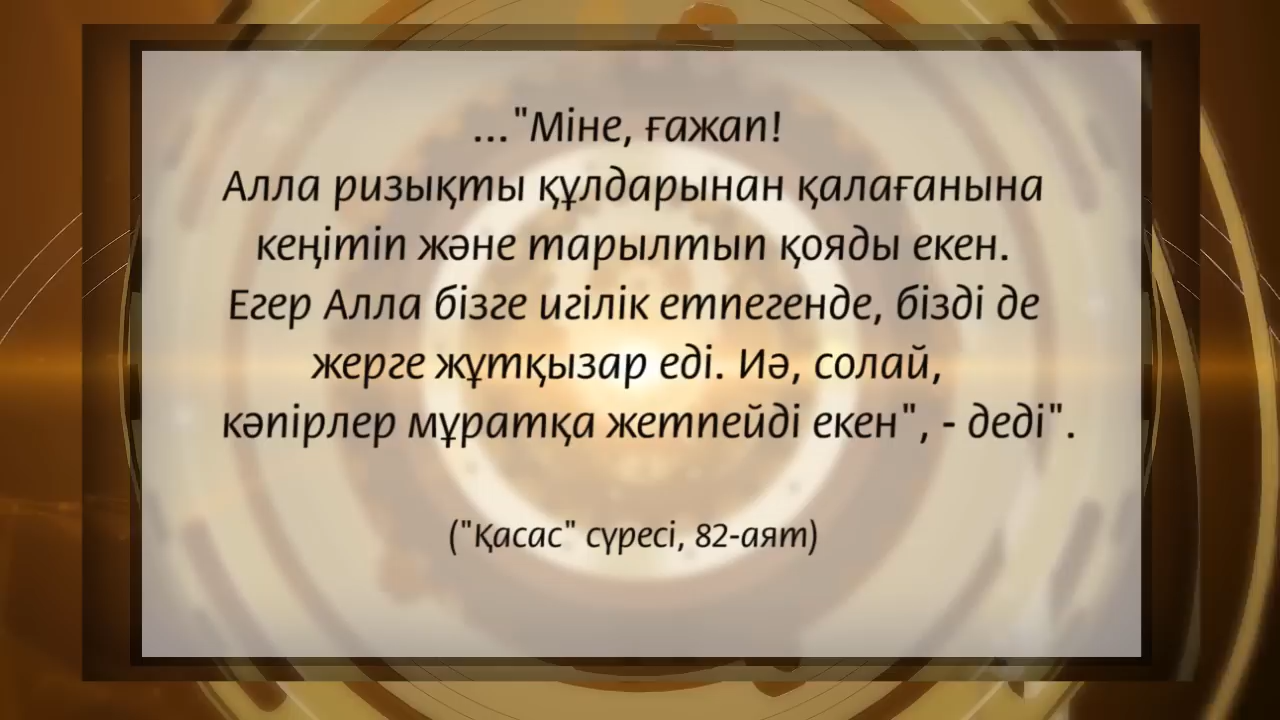 ..."Міне, ғажап!
Алла ризықты құлдарынан қалағанына
кеңітіп және тарылтып қояды екен.
Егер Алла бізге игілік етпегенде, бізді де
жерге жұтқызар еді. Иә, солай,
кәпірлер мұратқа жетпейді екен", - деді".
("Қасас" сүресі, 82-аят)